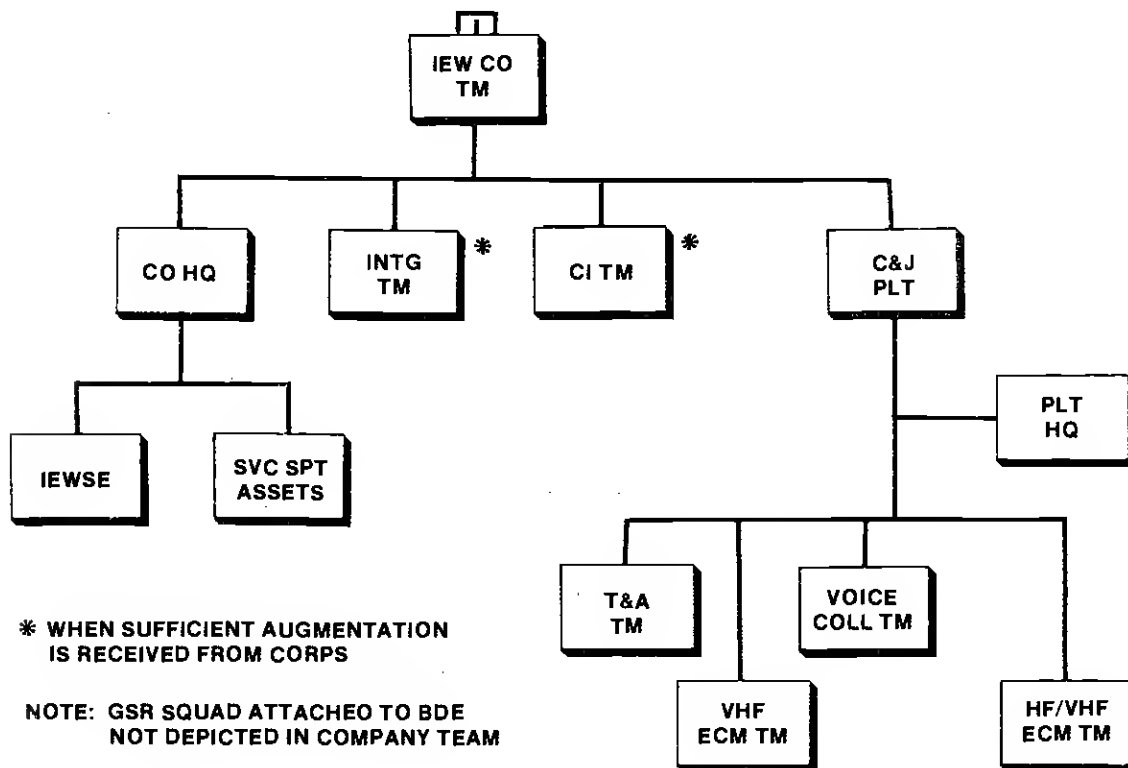 IEW CO
TM
CO HQ
INTG
TM
*
CI TM
*
C&J
PLT
PLT
HQ
IEWSE
SVC SPT
ASSETS
T&A
TM
VOICE
COLL TM
VHF
ECM TM
HF/VHF
ECM TM
* WHEN SUFFICIENT AUGMENTATION
IS RECEIVED FROM CORPS
NOTE: GSR SQUAD ATTACHEO TO BDE
NOT DEPICTED IN COMPANY TEAM